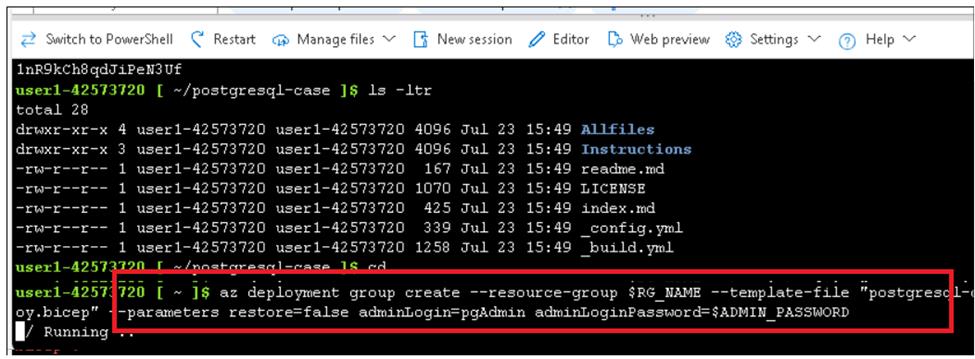 Switch to PowerShell Restart Manage files New session Editor Web preview Settings Help
1nR9kCh8qdJiPeN3Uf
user1-42573720 [ ~/postgresql-case ]$ ls -ltr
total 28
drwxr-xr-x 4 user1-42573720 user1-42573720 4096 Jul 23 15:49 Allfiles
drwxr-xr-x 3 user1-42573720 user1-42573720 4096 Jul 23 15:49 Instructions
-rw-r--r-- 1 user1-42573720 user1-42573720 167 Jul 23 15:49 readme.md
-rw-r--r-- 1 user1-42573720 user1-42573720 1070 Jul 23 15:49 LICENSE
-rw-r--r-- 1 user1-42573720 user1-42573720 425 Jul 23 15:49 index.md
-rw-r--r-- 1 user1-42573720 user1-42573720 339 Jul 23 15:49 _config.yml
-rw-r--r-- 1 user1-42573720 user1-42573720 1258 Jul 23 15:49 _build.yml
user1-42573720 [ ~/postgresql-case ]$ cd
user1-42573720 [ ~ ]$ az deployment group create --resource-group $RG_NAME --template-file "postgresql-
oy.bicep" --parameters restore=false adminLogin=pgAdmin adminLoginPassword=$ADMIN_PASSWORD
/ Running ..